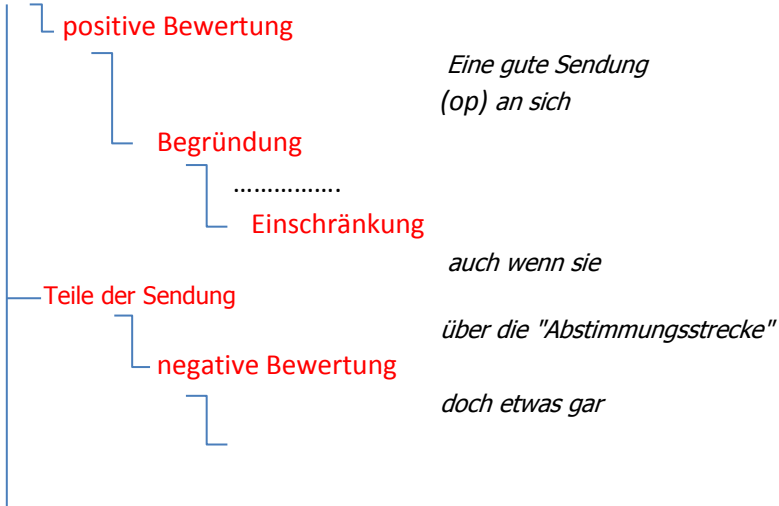 positive Bewertung
Eine gute Sendung
(op) an sich
Begründung
................
Einschränkung
auch wenn sie
Teile der Sendung
über die "Abstimmungsstrecke"
negative Bewertung
doch etwas gar